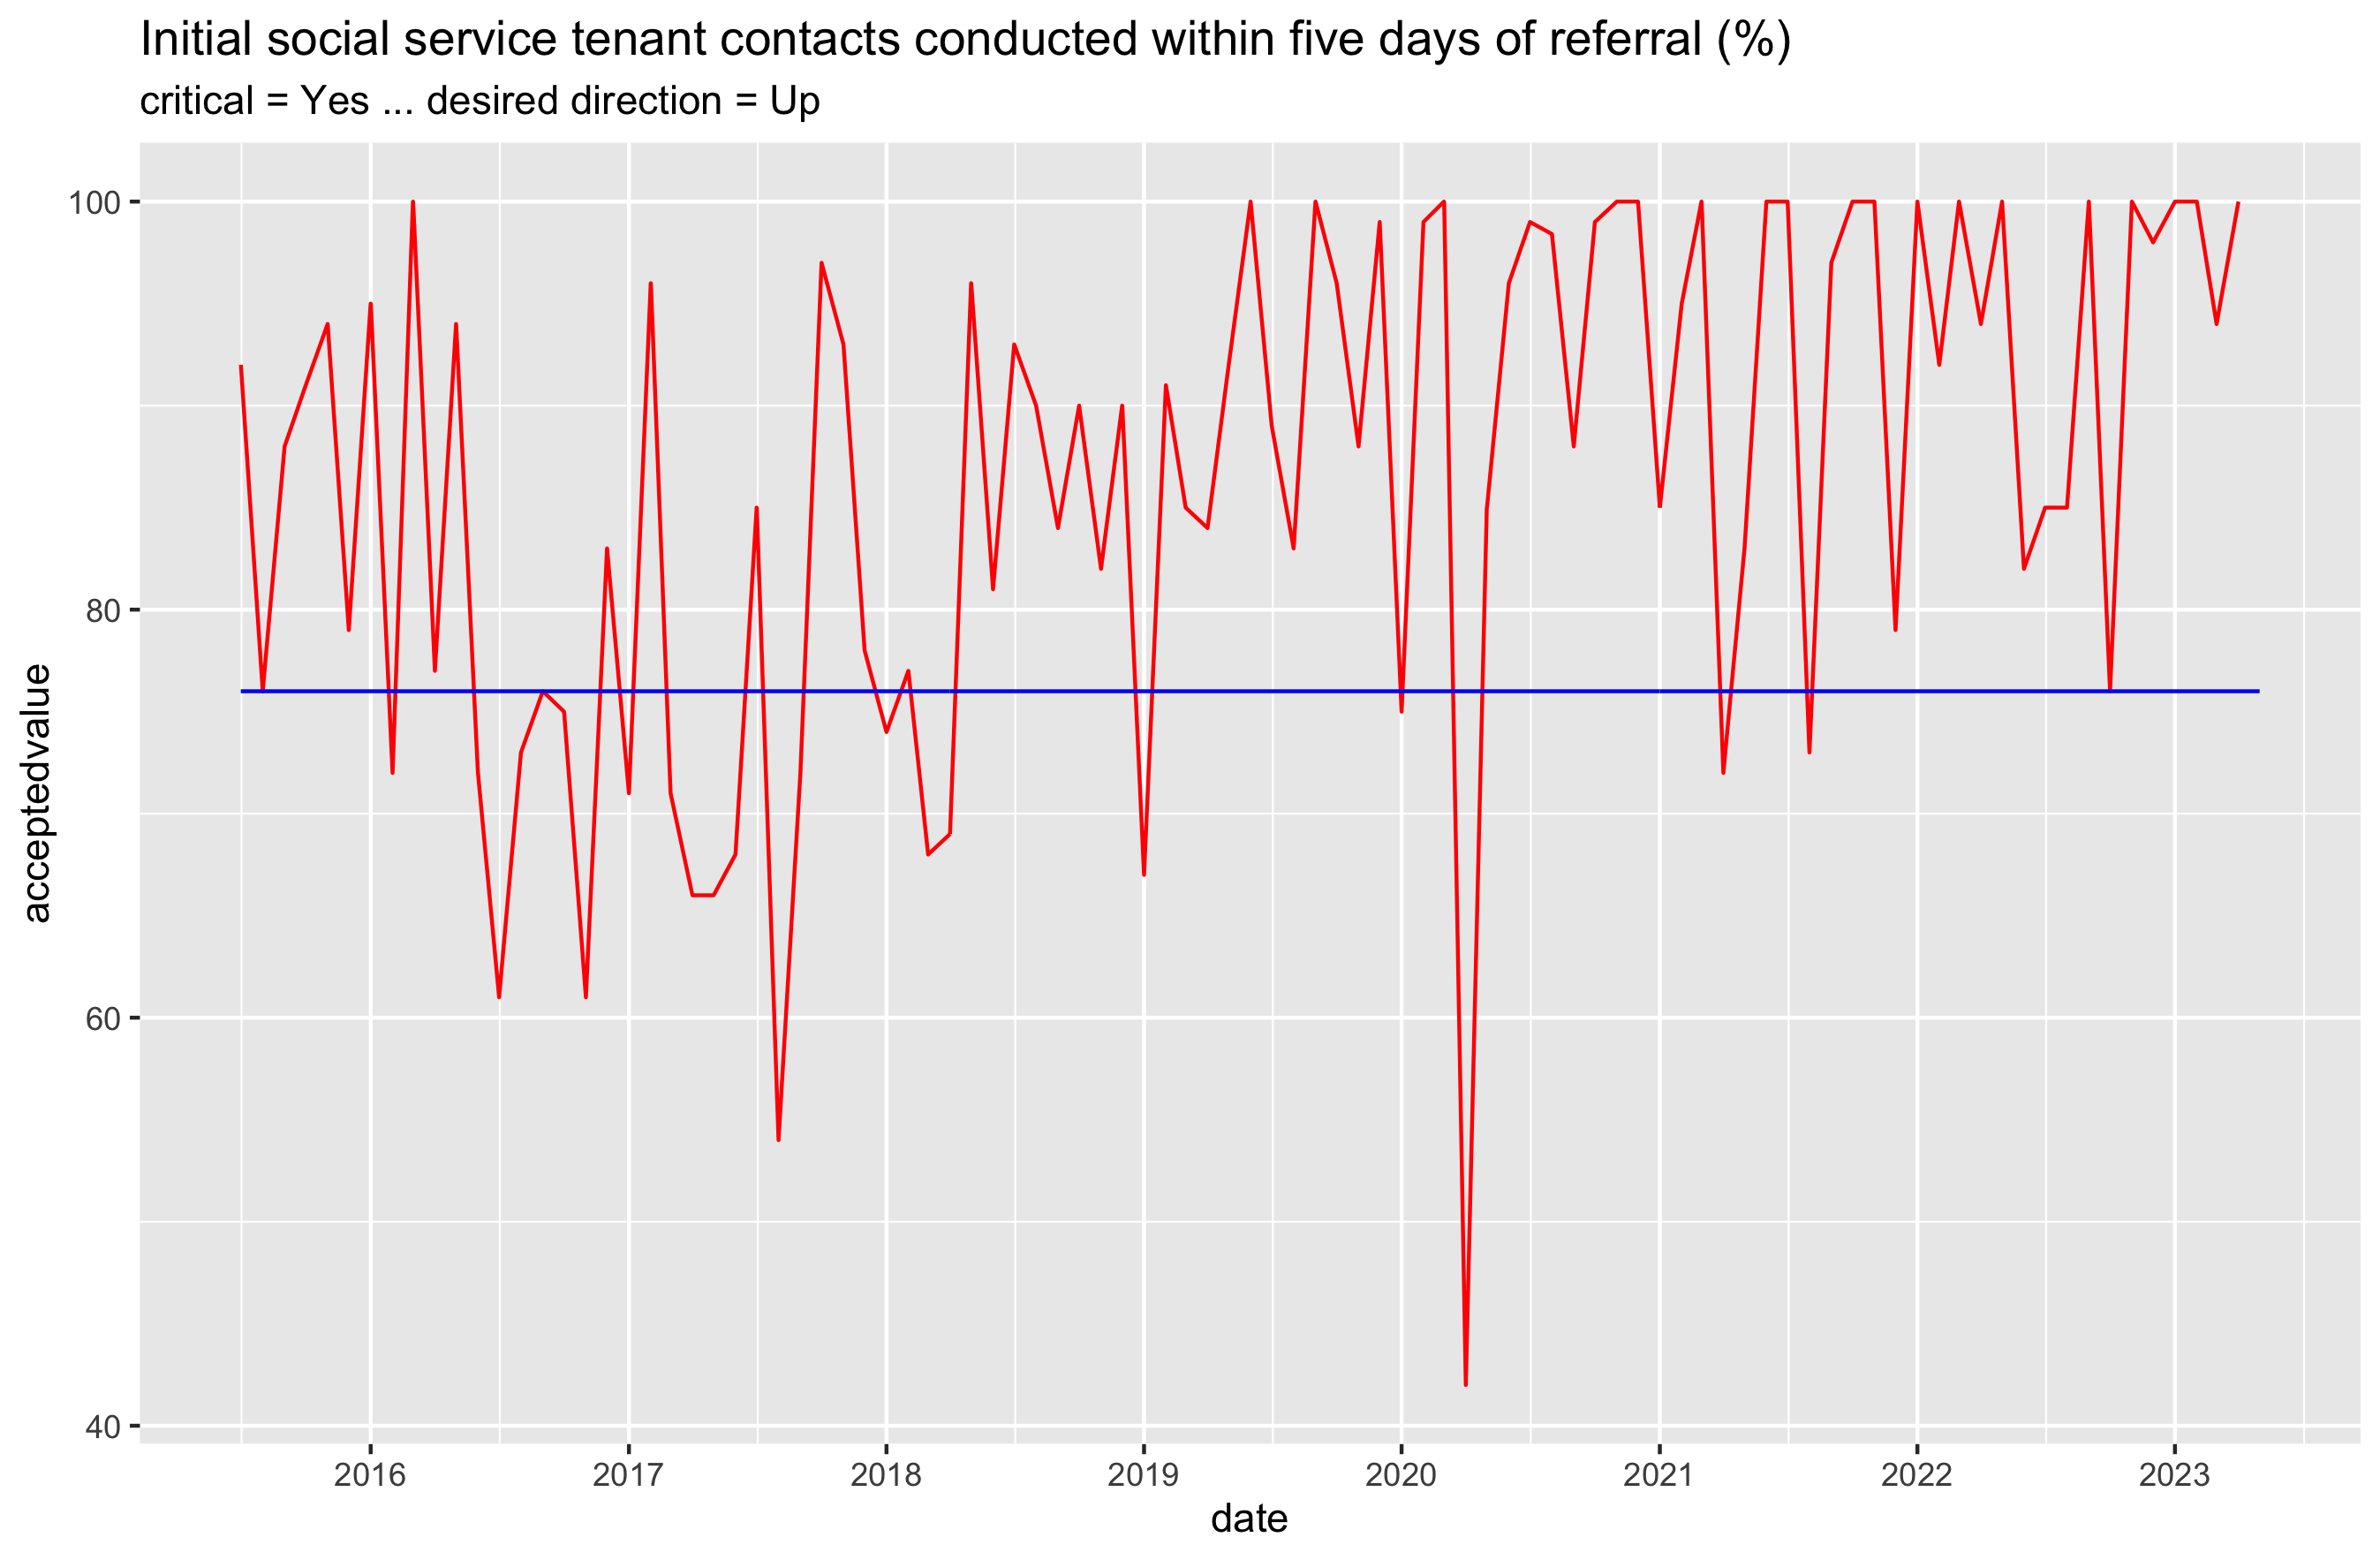 Initial social service tenant contacts conducted within five days of referral (%)
critical = Yes ... desired direction = Up
100
80
60
40
acceptedvalue
2016 2017 2018 2019 2020 2021 2022 2023
date